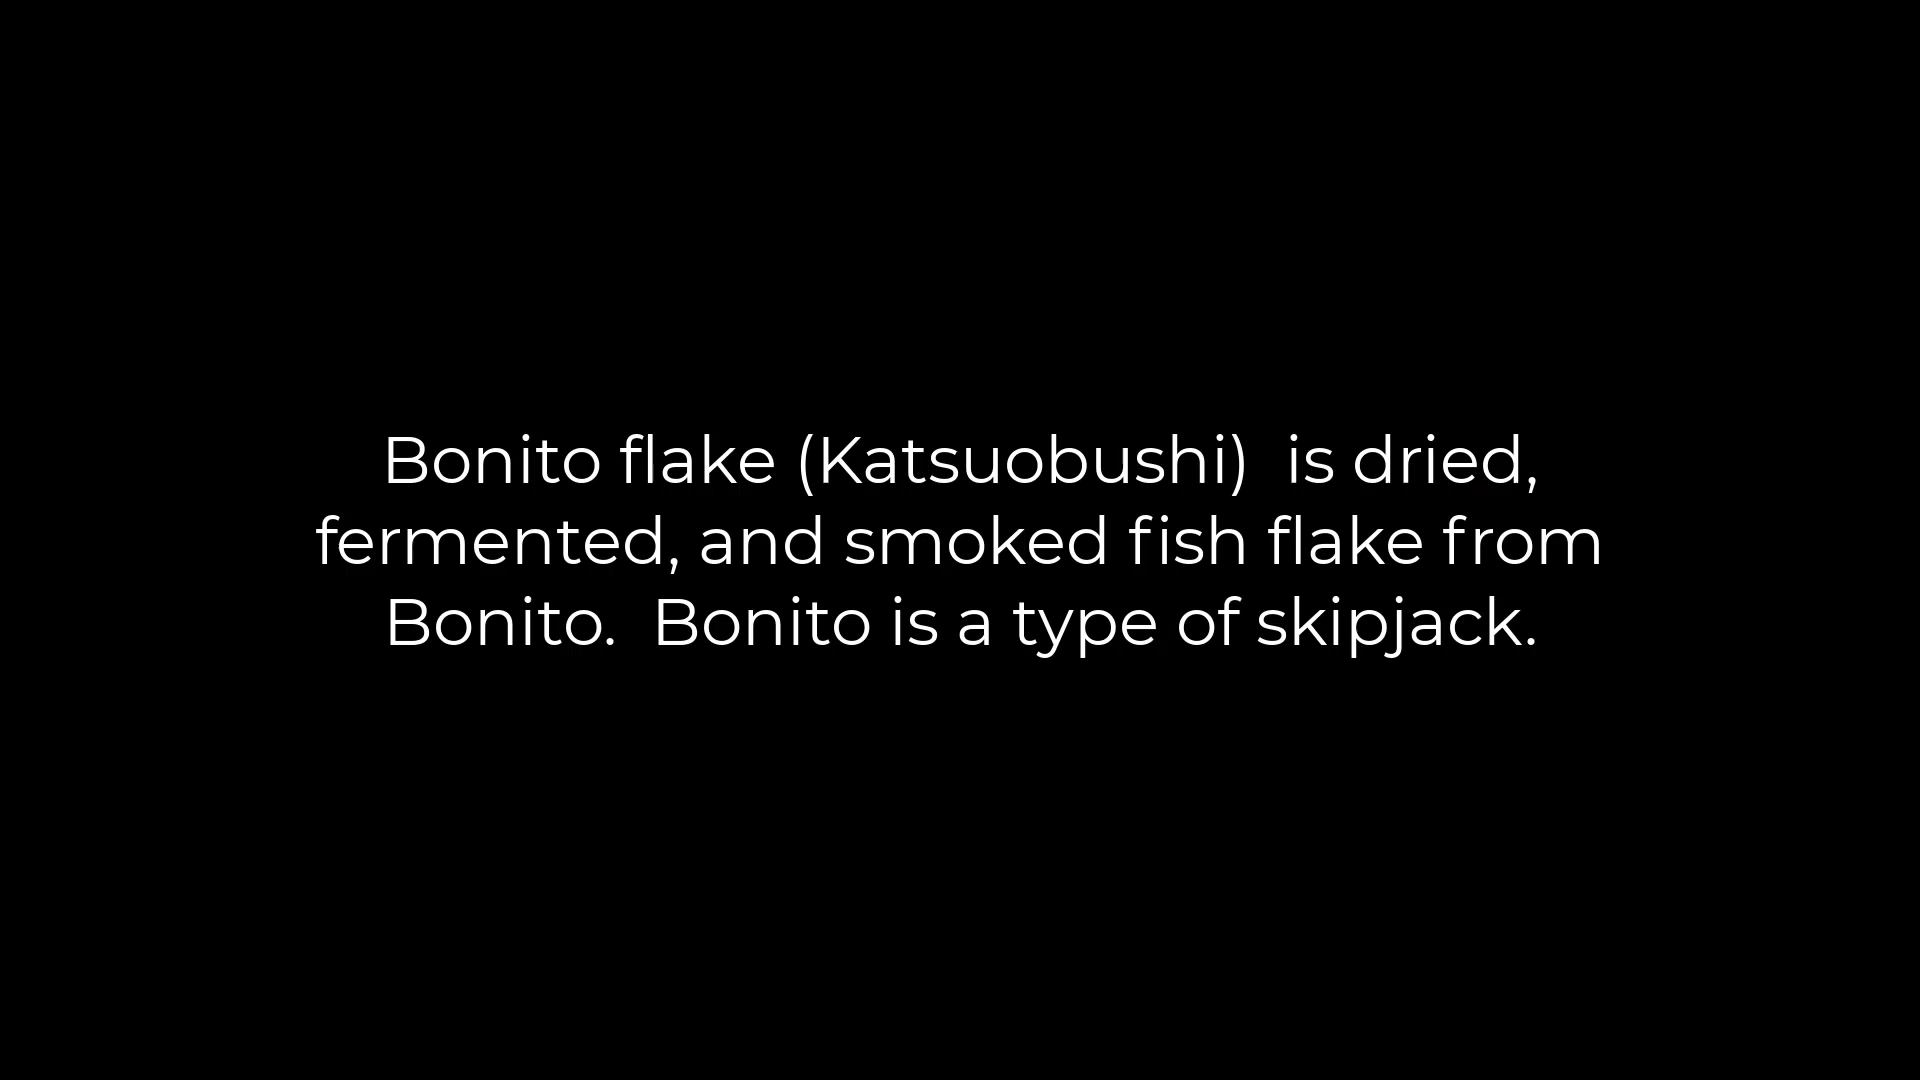 Bonito flake (Katsuobushi)  is dried,
fermented, and smoked fish flake from
Bonito.  Bonito is a type of skipjack.